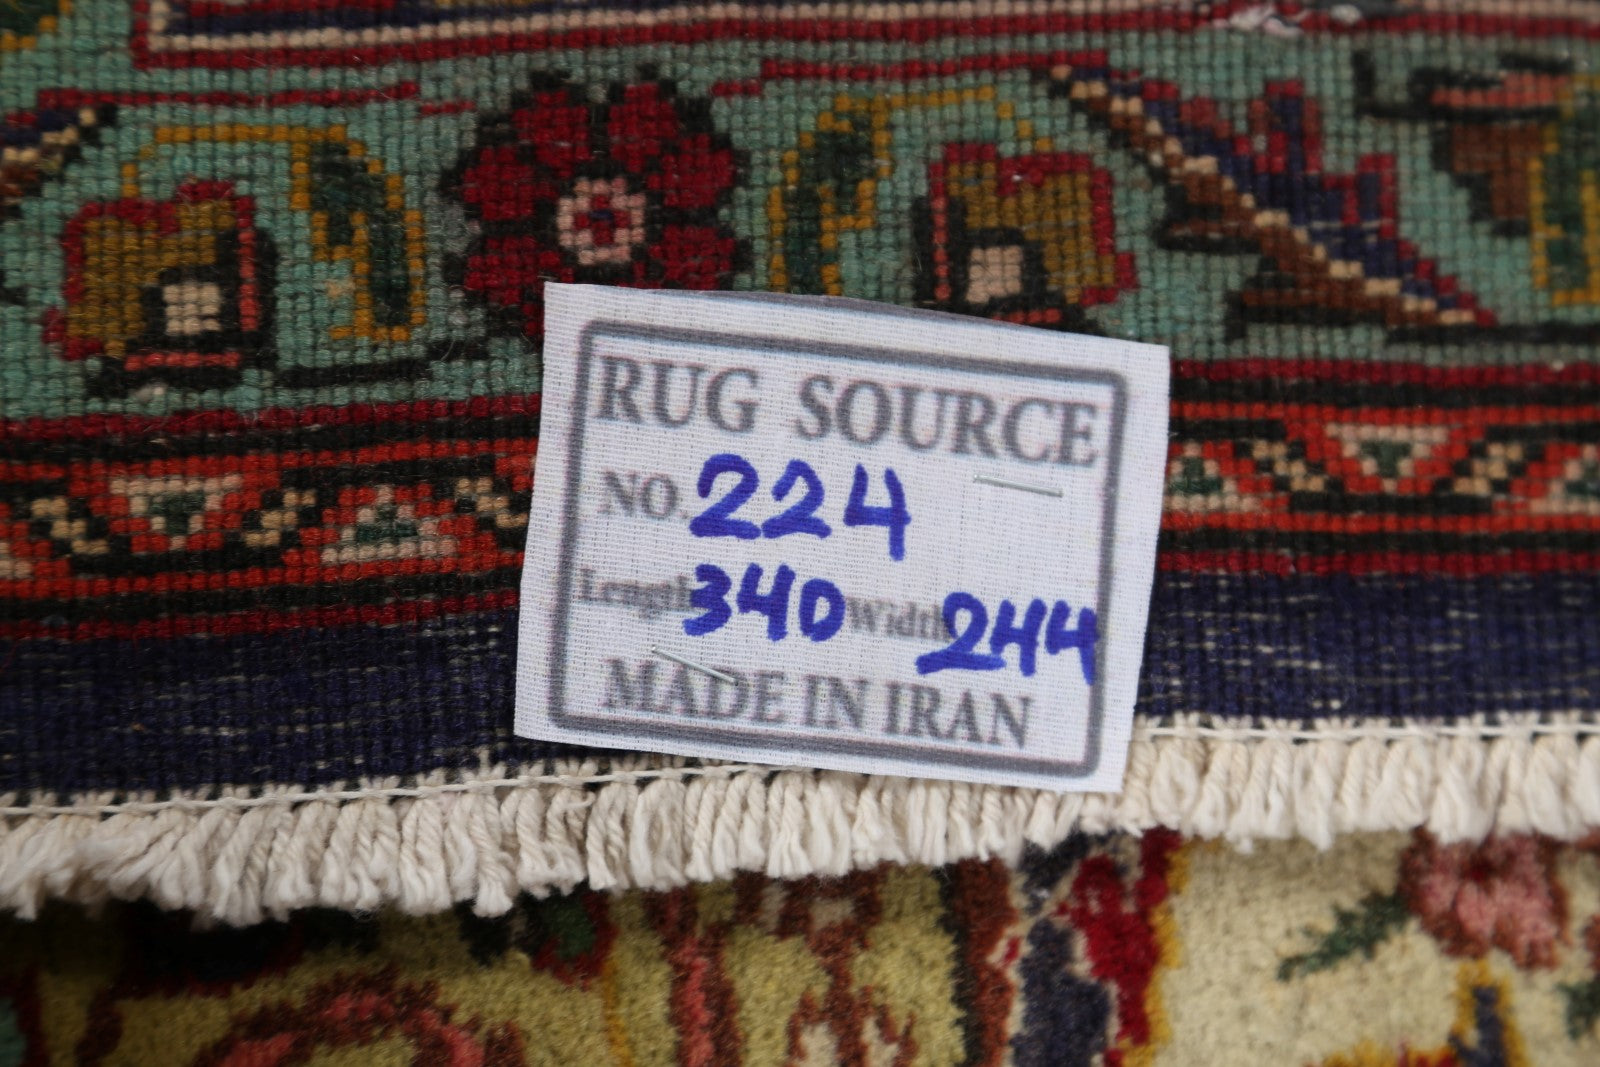 RUG SOURCE
NO. 224
Length 340 Width 244
MADE IN IRAN